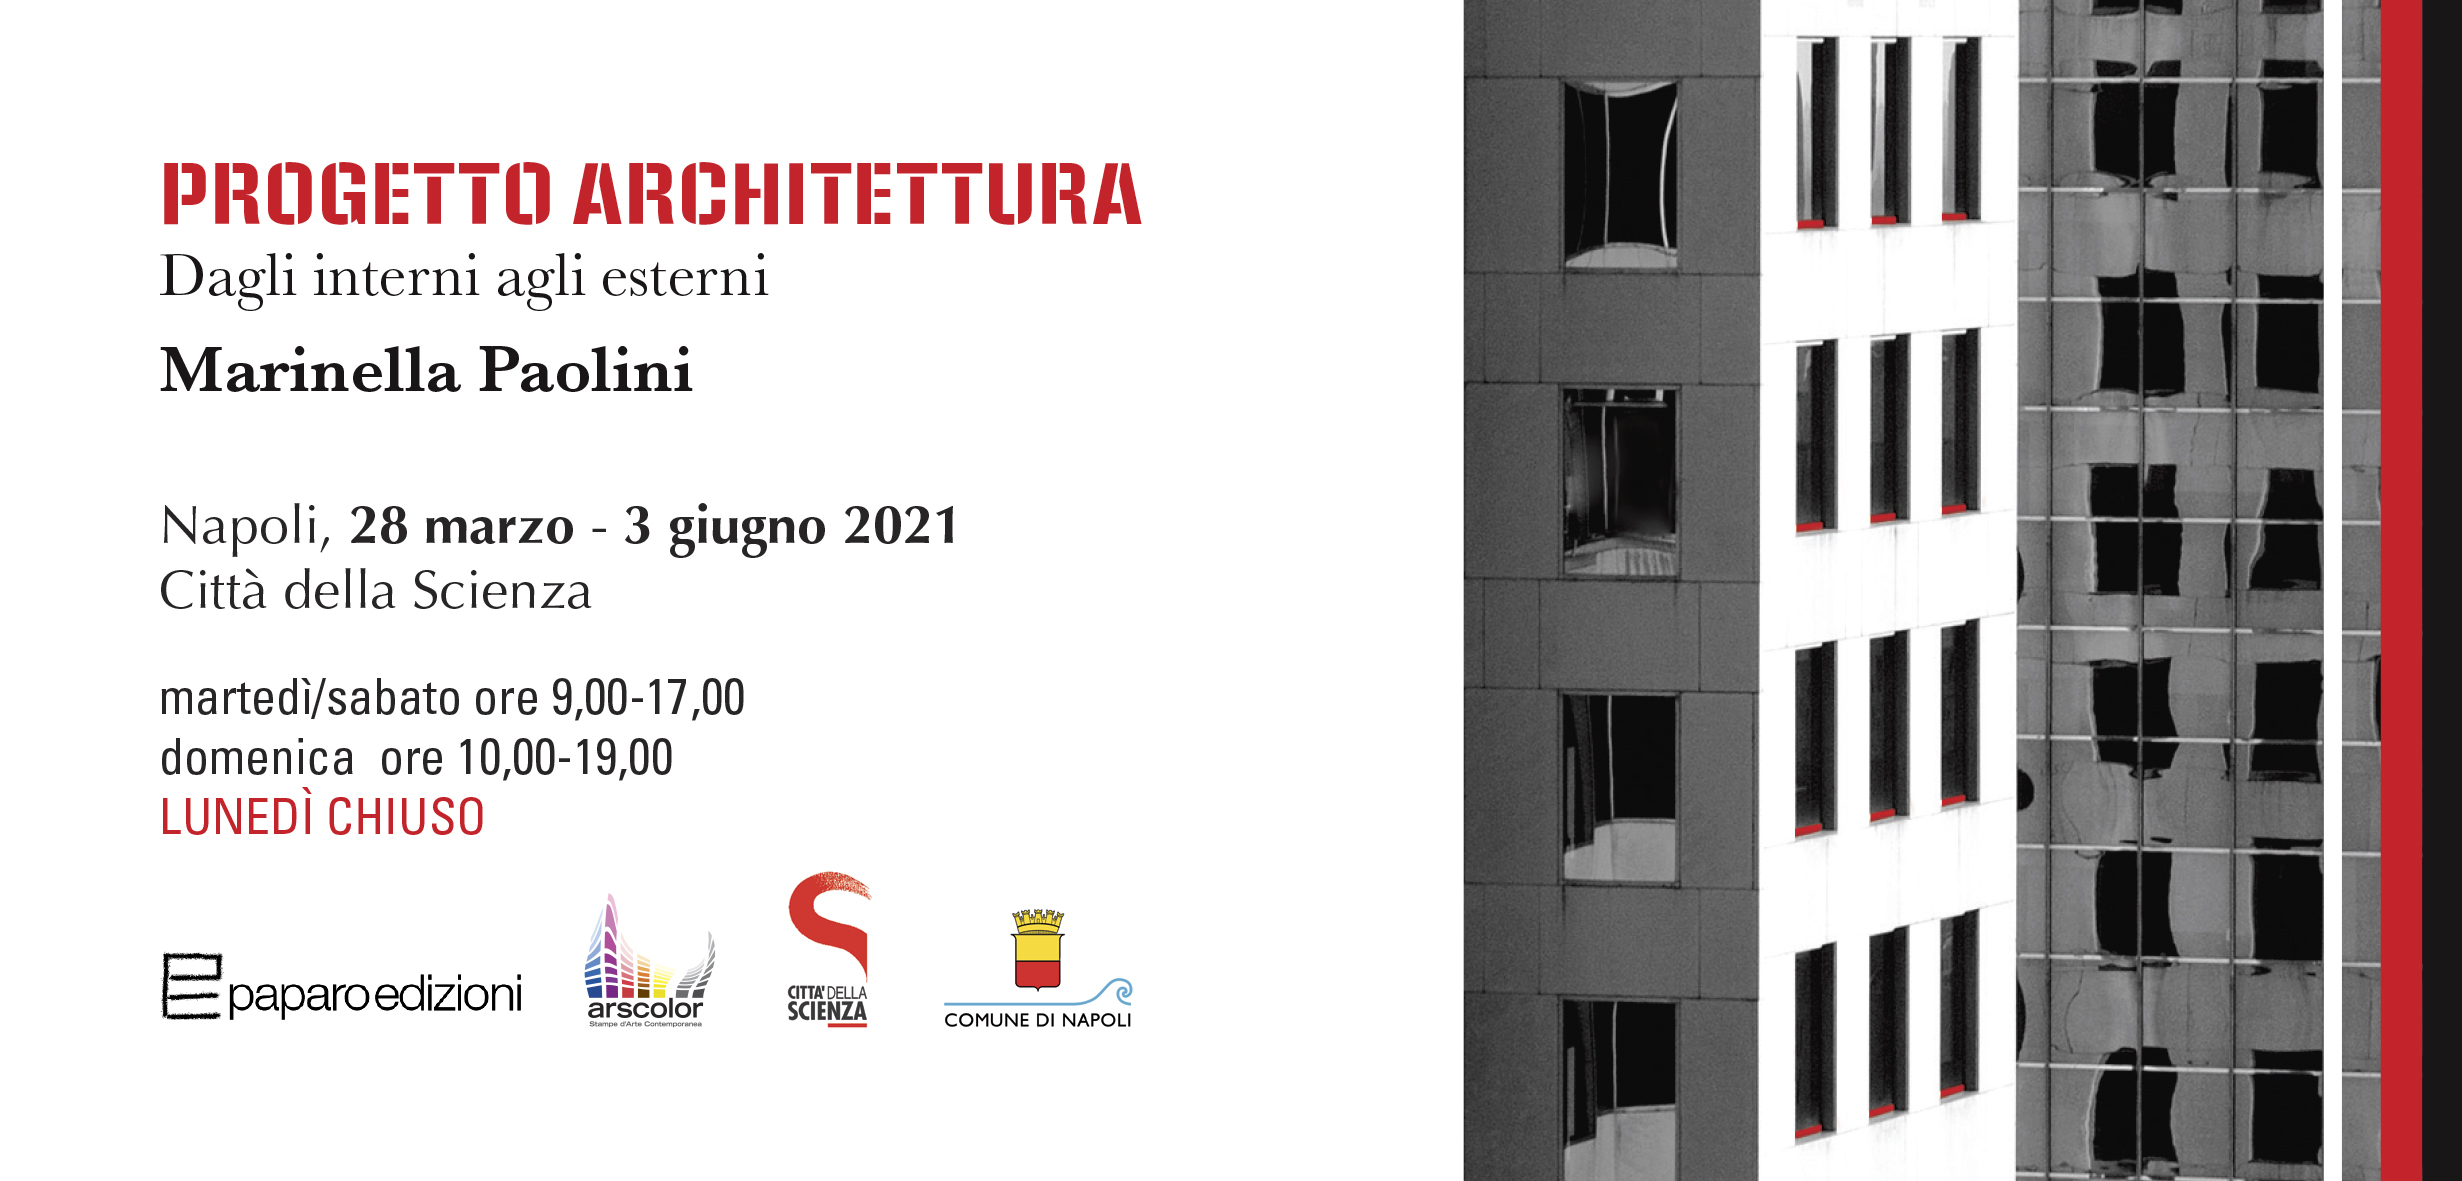 PROGETTO ARCHITETTURA
Dagli interni agli esterni
Marinella Paolini
Napoli, 28 marzo - 3 giugno 2021
Città della Scienza
martedì/sabato ore 9,00-17,00
domenica ore 10,00-19,00
LUNEDÌ CHIUSO
paparoedizioni
arscolor
Stampe d'Arte Contemporanea
CITTA' DELLA
SCIENZA
COMUNE DI NAPOLI